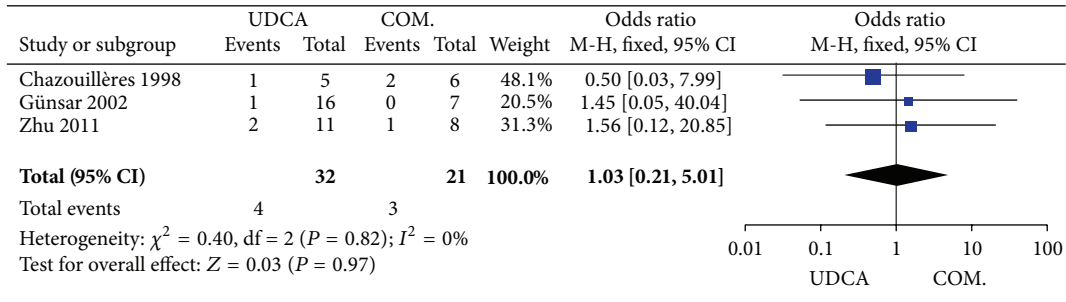 UDCA COM. Odds ratio Odds ratio
Study or subgroup Events Total Events Total Weight M-H, fixed, 95% CI M-H, fixed, 95% CI
Chazouillères 1998 1 5 2 6 48.1% 0.50 [0.03, 7.99]
Günsar 2002 1 16 0 7 20.5% 1.45 [0.05, 40.04]
Zhu 2011 2 11 1 8 31.3% 1.56 [0.12, 20.85]
Total (95% CI) 32 21 100.0% 1.03 [0.21, 5.01]
Total events 4 3
Heterogeneity: χ² = 0.40, df = 2 (P = 0.82); I² = 0%
Test for overall effect: Z = 0.03 (P = 0.97)
0.01 0.1 1 10 100
UDCA COM.